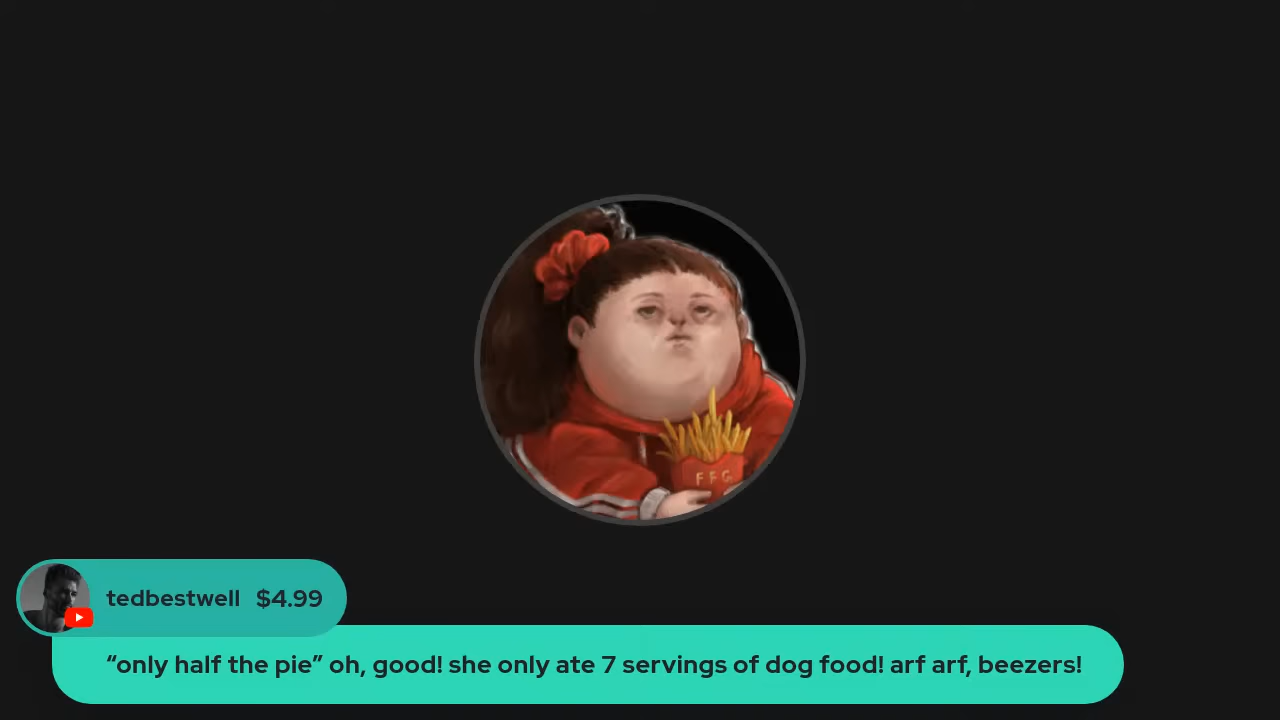 FFG
tedbestwell $4.99
“only half the pie” oh, good! she only ate 7 servings of dog food! arf arf, beezers!